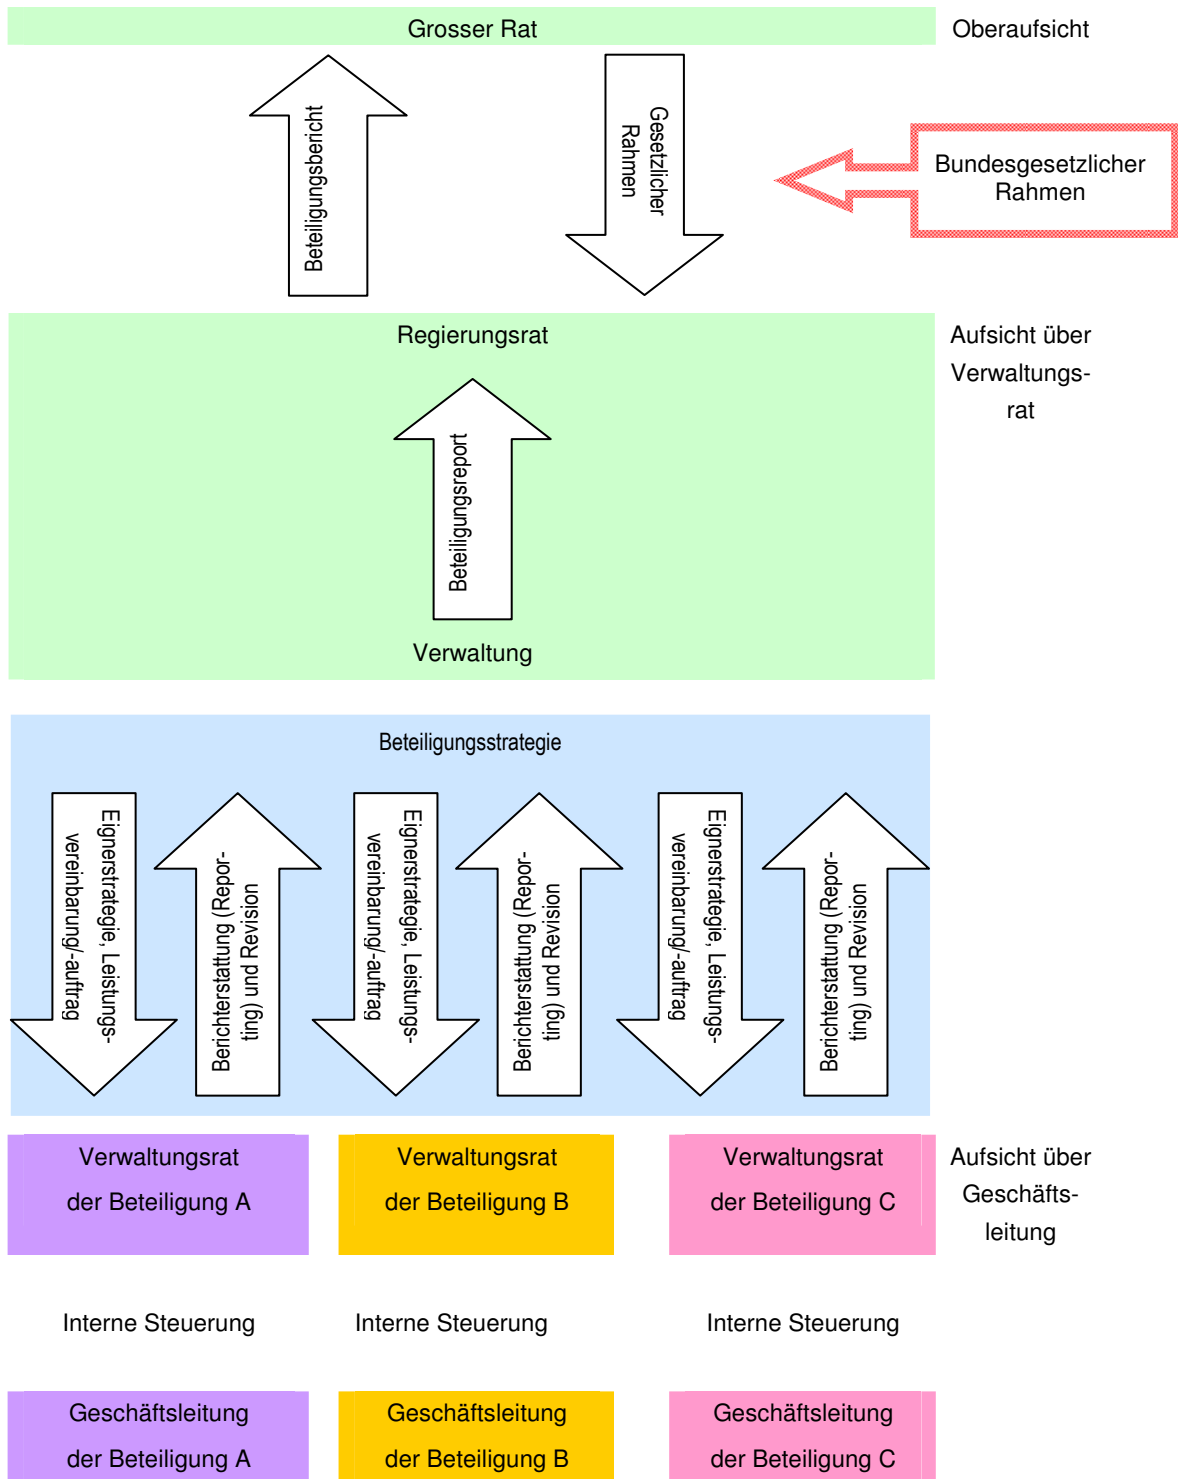 Grosser Rat
Oberaufsicht
Beteiligungsbericht
Gesetzlicher
Rahmen
Bundesgesetzlicher
Rahmen
Regierungsrat
Aufsicht über
Verwaltungs-
rat
Beteiligungsreport
Verwaltung
Beteiligungsstrategie
Eignerstrategie, Leistungs-
vereinbarung/-auftrag
Berichterstattung (Repor-
ting) und Revision
Eignerstrategie, Leistungs-
vereinbarung/-auftrag
Berichterstattung (Repor-
ting) und Revision
Eignerstrategie, Leistungs-
vereinbarung/-auftrag
Berichterstattung (Repor-
ting) und Revision
Verwaltungsrat
der Beteiligung A
Verwaltungsrat
der Beteiligung B
Verwaltungsrat
der Beteiligung C
Aufsicht über
Geschäfts-
leitung
Interne Steuerung
Interne Steuerung
Interne Steuerung
Geschäftsleitung
der Beteiligung A
Geschäftsleitung
der Beteiligung B
Geschäftsleitung
der Beteiligung C